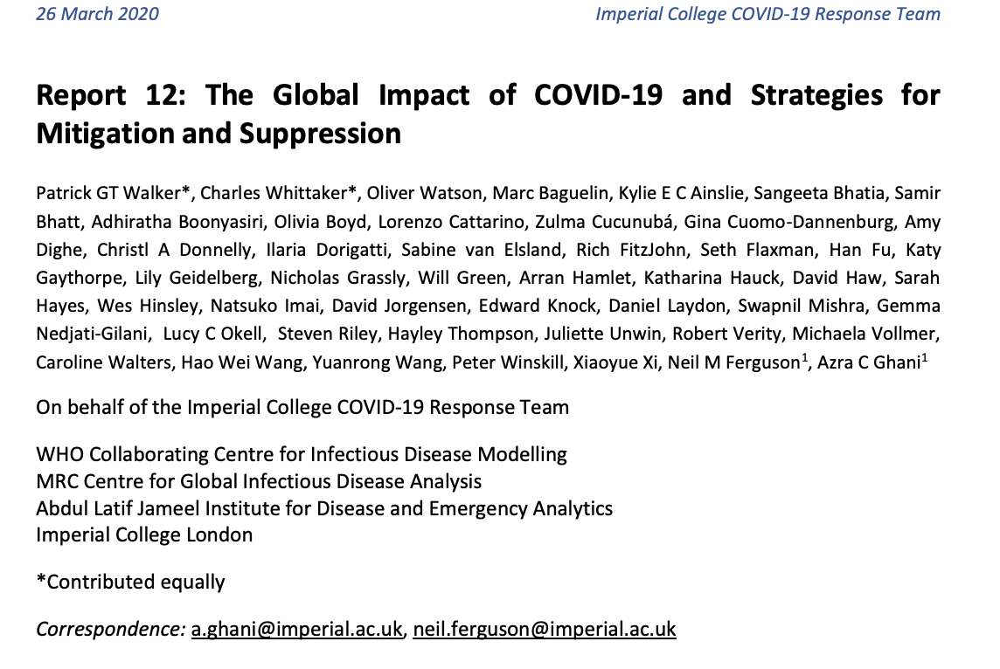 26 March 2020 Imperial College COVID-19 Response Team
Report 12: The Global Impact of COVID-19 and Strategies for
Mitigation and Suppression
Patrick GT Walker*, Charles Whittaker*, Oliver Watson, Marc Baguelin, Kylie E C Ainslie, Sangeeta Bhatia, Samir
Bhatt, Adhiratha Boonyasiri, Olivia Boyd, Lorenzo Cattarino, Zulma Cucunubá, Gina Cuomo-Dannenburg, Amy
Dighe, Christl A Donnelly, Ilaria Dorigatti, Sabine van Elsland, Rich FitzJohn, Seth Flaxman, Han Fu, Katy
Gaythorpe, Lily Geidelberg, Nicholas Grassly, Will Green, Arran Hamlet, Katharina Hauck, David Haw, Sarah
Hayes, Wes Hinsley, Natsuko Imai, David Jorgensen, Edward Knock, Daniel Laydon, Swapnil Mishra, Gemma
Nedjati-Gilani, Lucy C Okell, Steven Riley, Hayley Thompson, Juliette Unwin, Robert Verity, Michaela Vollmer,
Caroline Walters, Hao Wei Wang, Yuanrong Wang, Peter Winskill, Xiaoyue Xi, Neil M Ferguson¹, Azra C Ghani¹
On behalf of the Imperial College COVID-19 Response Team
WHO Collaborating Centre for Infectious Disease Modelling
MRC Centre for Global Infectious Disease Analysis
Abdul Latif Jameel Institute for Disease and Emergency Analytics
Imperial College London
*Contributed equally
Correspondence: a.ghani@imperial.ac.uk, neil.ferguson@imperial.ac.uk